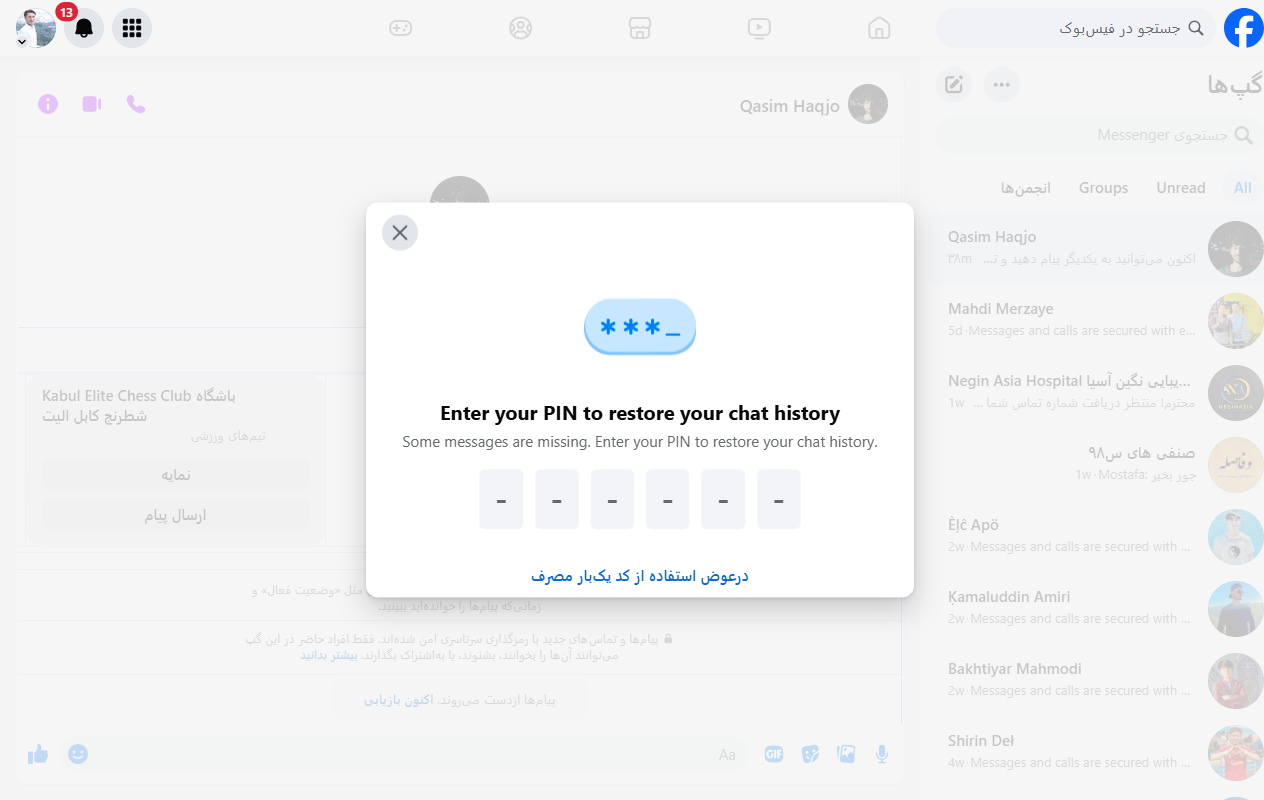 13
جستجو در فیس‌بوک
گپ‌ها
جستجوی Messenger
All
Unread
Groups
انجمن‌ها
Qasim Haqjo
اکنون می‌توانید به یکدیگر پیام دهید و ت... · ۳۸m
Mahdi Merzaye
5d · Messages and calls are secured with e...
Negin Asia Hospital زیبایی نگین آسیا...
محترم! منتظر دریافت شماره تماس شما ... · 1w
صنفی های س۹۸
Mostafa: جور بخیر · 1w
Èļĉ Apö
2w · Messages and calls are secured with ...
Ķamaluddin Amiri
2w · Messages and calls are secured with ...
Bakhtiyar Mahmodi
2w · Messages and calls are secured with ...
Shirin Deł
4w · Messages and calls are secured with ...
Qasim Haqjo
Kabul Elite Chess Club باشگاه
شطرنج کابل الیت
تیم‌های ورزشی
نمایه
ارسال پیام
مثل «وضعیت فعال» و
زمانی‌که پیام‌ها را خوانده‌اید ببینید.
پیام‌ها و تماس‌های جدید با رمزگذاری سرتاسری امن شده‌اند. فقط افراد حاضر در این گپ
می‌توانند آن‌ها را بخوانند، بشنوند، یا به‌اشتراک بگذارند. بیشتر بدانید
پیام‌ها ازدست می‌روند. اکنون بازیابی
Aa
GIF
***_
Enter your PIN to restore your chat history
Some messages are missing. Enter your PIN to restore your chat history.
- - - - - -
درعوض استفاده از کد یک‌بار مصرف